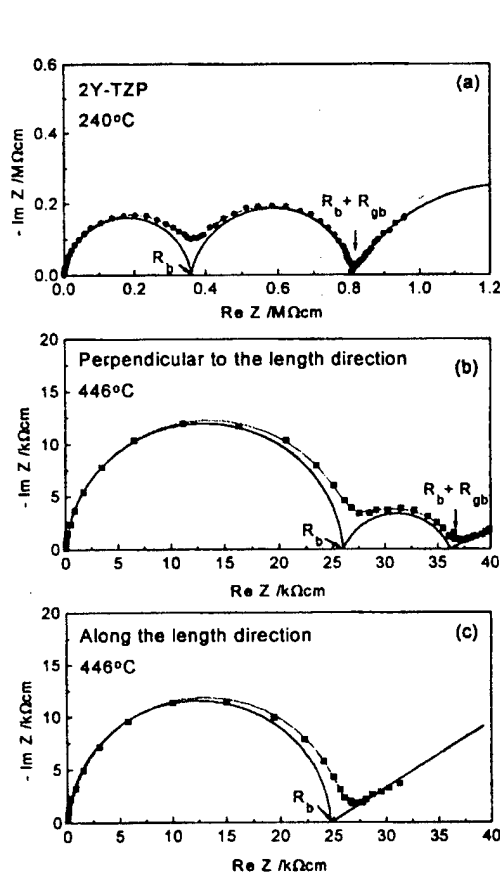 0.6
(a)
2Y-TZP
240°C
0.4
0.2
R_b + R_gb
R_b
0.0
0.0 0.2 0.4 0.6 0.8 1.0 1.2
- Im Z /MΩcm
Re Z /MΩcm
20
Perpendicular to the length direction
(b)
446°C
15
10
5
R_b + R_gb
R_b
0
0 5 10 15 20 25 30 35 40
- Im Z /kΩcm
Re Z /kΩcm
20
Along the length direction
(c)
446°C
15
10
5
R_b
0
0 5 10 15 20 25 30 35 40
- Im Z /kΩcm
Re Z /kΩcm